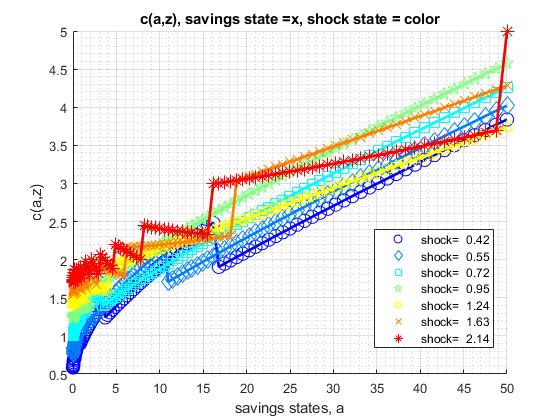 c(a,z), savings state =x, shock state = color
5
4.5
4
3.5
3
2.5
2
1.5
1
0.5
c(a,z)
0 5 10 15 20 25 30 35 40 45 50
savings states, a
shock= 0.42
shock= 0.55
shock= 0.72
shock= 0.95
shock= 1.24
shock= 1.63
shock= 2.14